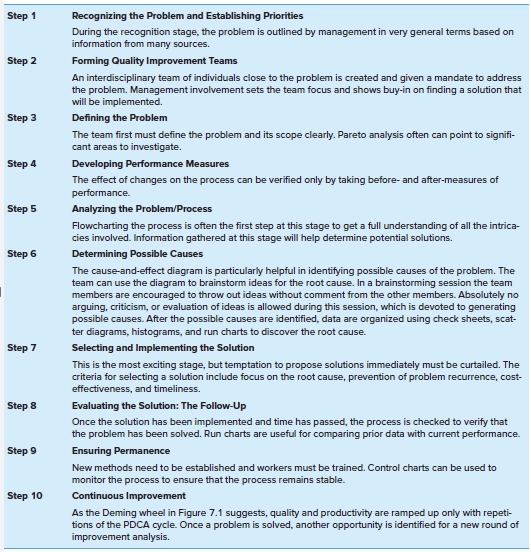 Step 1 Recognizing the Problem and Establishing Priorities
During the recognition stage, the problem is outlined by management in very general terms based on
information from many sources.
Step 2 Forming Quality Improvement Teams
An interdisciplinary team of individuals close to the problem is created and given a mandate to address
the problem. Management involvement sets the team focus and shows buy-in on finding a solution that
will be implemented.
Step 3 Defining the Problem
The team first must define the problem and its scope clearly. Pareto analysis often can point to signifi-
cant areas to investigate.
Step 4 Developing Performance Measures
The effect of changes on the process can be verified only by taking before- and after-measures of
performance.
Step 5 Analyzing the Problem/Process
Flowcharting the process is often the first step at this stage to get a full understanding of all the intrica-
cies involved. Information gathered at this stage will help determine potential solutions.
Step 6 Determining Possible Causes
The cause-and-effect diagram is particularly helpful in identifying possible causes of the problem. The
team can use the diagram to brainstorm ideas for the root cause. In a brainstorming session the team
members are encouraged to throw out ideas without comment from the other members. Absolutely no
arguing, criticism, or evaluation of ideas is allowed during this session, which is devoted to generating
possible causes. After the possible causes are identified, data are organized using check sheets, scat-
ter diagrams, histograms, and run charts to discover the root cause.
Step 7 Selecting and Implementing the Solution
This is the most exciting stage, but temptation to propose solutions immediately must be curtailed. The
criteria for selecting a solution include focus on the root cause, prevention of problem recurrence, cost-
effectiveness, and timeliness.
Step 8 Evaluating the Solution: The Follow-Up
Once the solution has been implemented and time has passed, the process is checked to verify that
the problem has been solved. Run charts are useful for comparing prior data with current performance.
Step 9 Ensuring Permanence
New methods need to be established and workers must be trained. Control charts can be used to
monitor the process to ensure that the process remains stable.
Step 10 Continuous Improvement
As the Deming wheel in Figure 7.1 suggests, quality and productivity are ramped up only with repeti-
tions of the PDCA cycle. Once a problem is solved, another opportunity is identified for a new round of
improvement analysis.